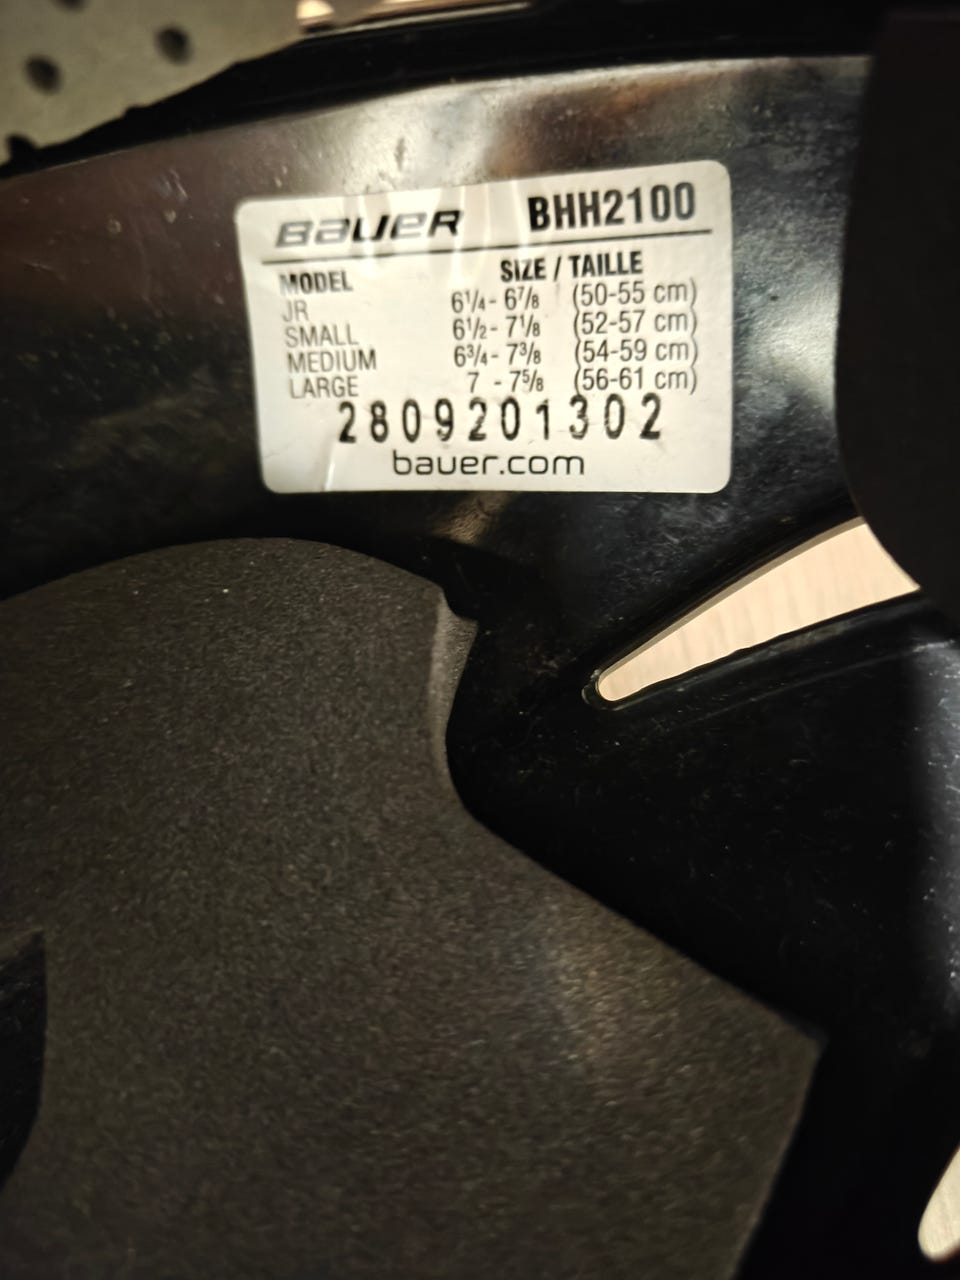 BAUER BHH2100
MODEL SIZE / TAILLE
JR 6¼- 6⅞ (50-55 cm)
SMALL 6½- 7⅛ (52-57 cm)
MEDIUM 6¾- 7⅜ (54-59 cm)
LARGE 7 - 7⅝ (56-61 cm)
2809201302
bauer.com